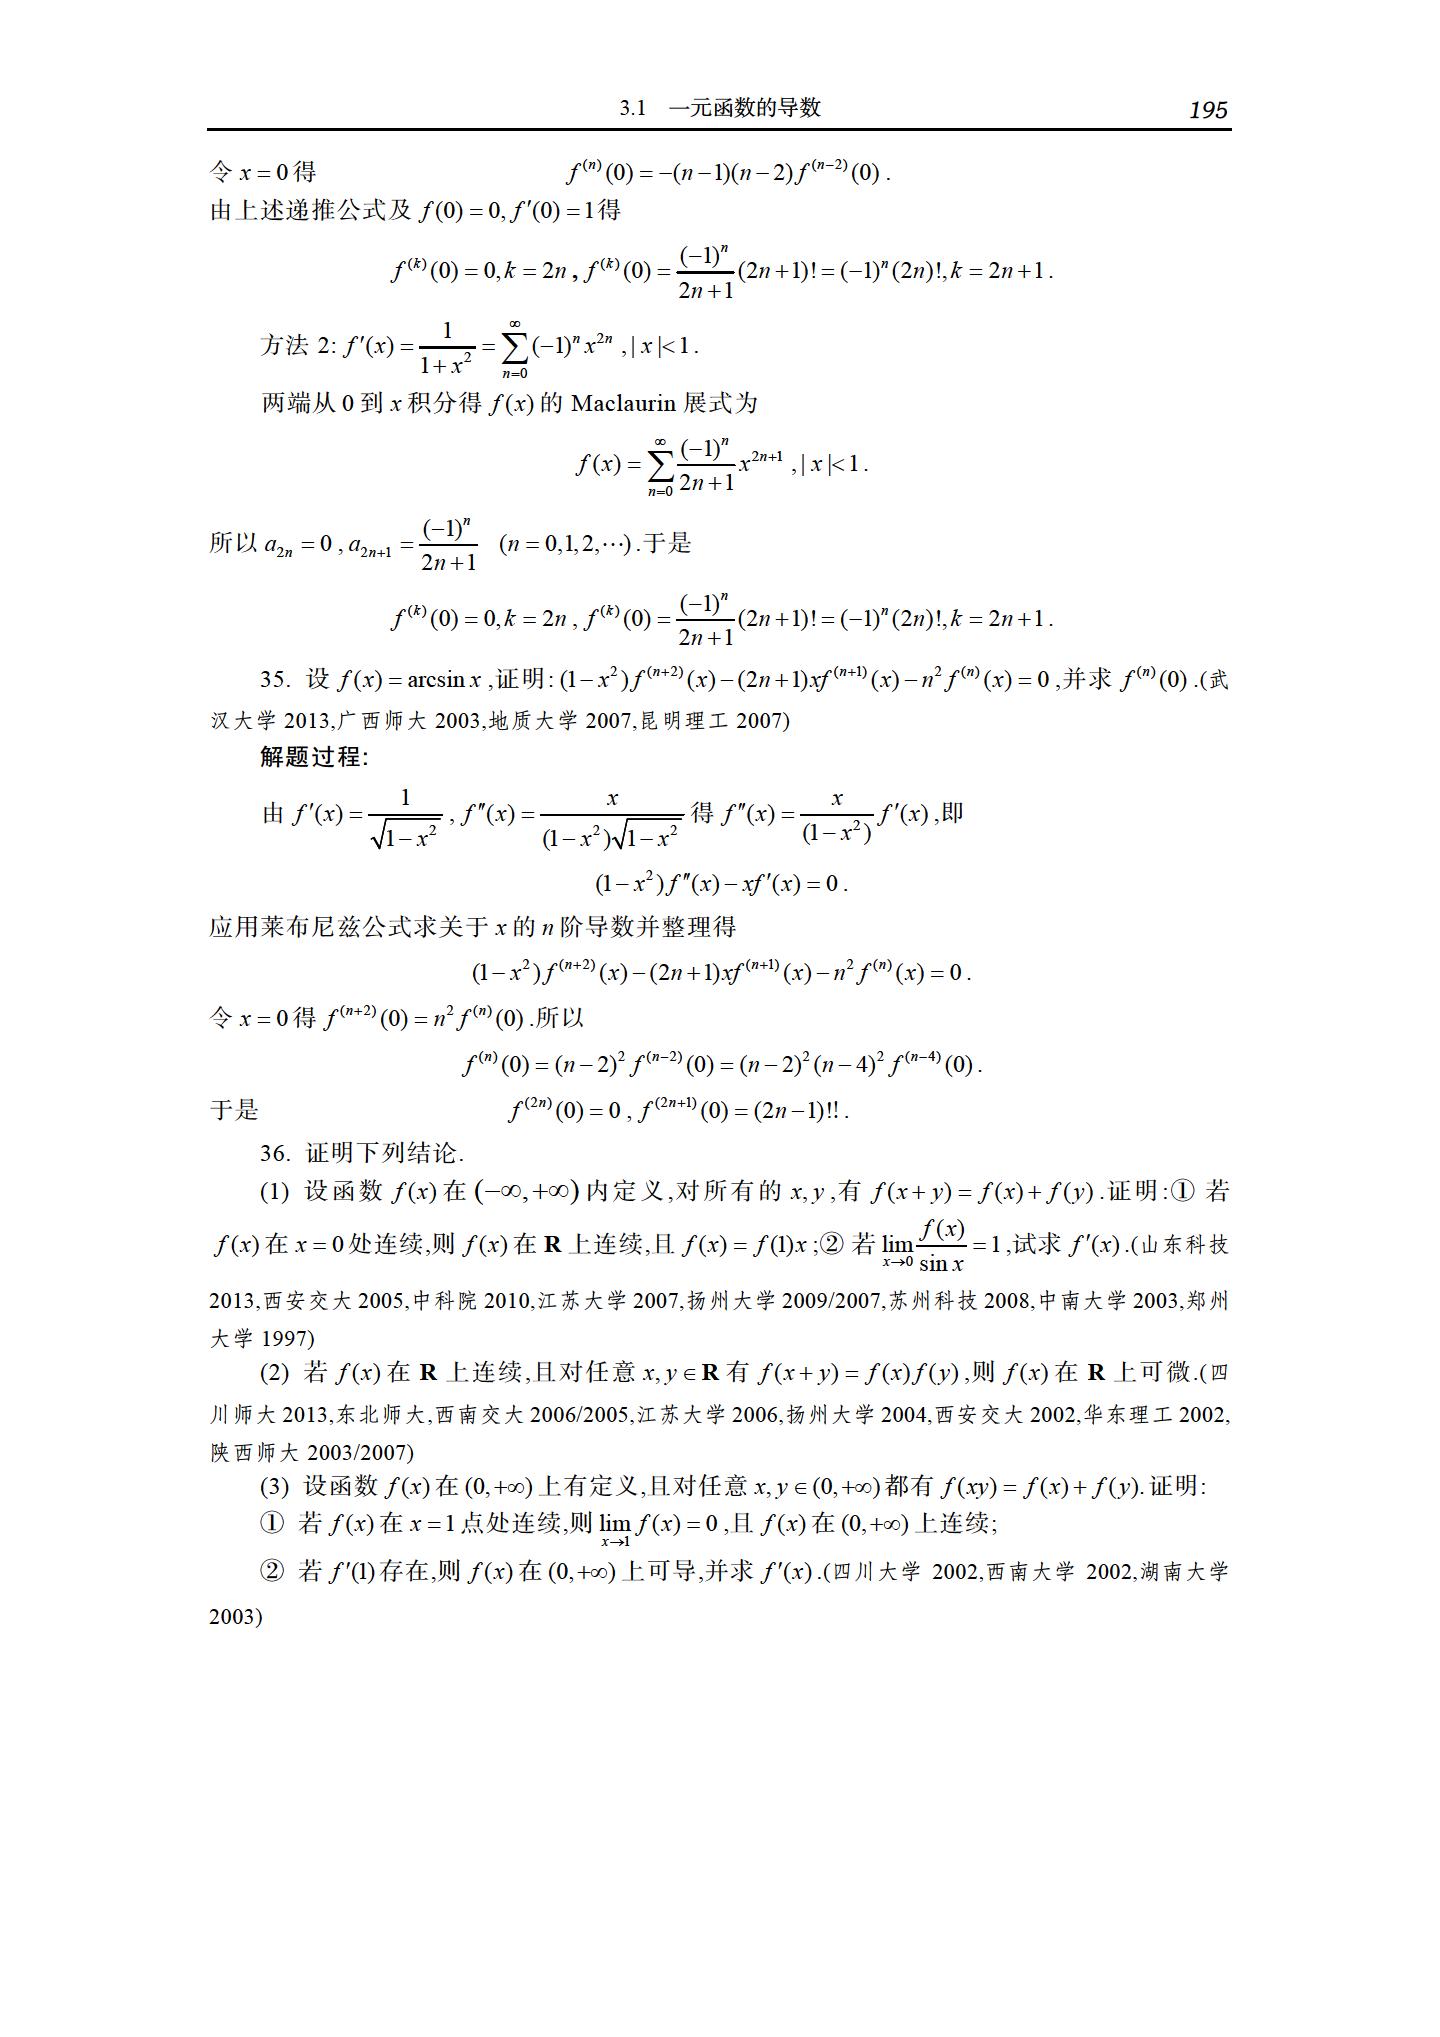 3.1 一元函数的导数 195
令 x = 0 得 f^{(n)}(0) = -(n-1)(n-2)f^{(n-2)}(0) .
由上述递推公式及 f(0) = 0, f'(0) = 1 得
f^{(k)}(0) = 0, k = 2n , f^{(k)}(0) = \frac{(-1)^n}{2n+1}(2n+1)! = (-1)^n(2n)!, k = 2n+1 .
方法 2: f'(x) = \frac{1}{1+x^2} = \sum_{n=0}^{∞}(-1)^n x^{2n} , | x |< 1 .
两端从 0 到 x 积分得 f(x) 的 Maclaurin 展式为
f(x) = \sum_{n=0}^{∞}\frac{(-1)^n}{2n+1}x^{2n+1} , | x |< 1 .
所以 a_{2n} = 0 , a_{2n+1} = \frac{(-1)^n}{2n+1} (n = 0,1,2,⋯) .于是
f^{(k)}(0) = 0, k = 2n , f^{(k)}(0) = \frac{(-1)^n}{2n+1}(2n+1)! = (-1)^n(2n)!, k = 2n+1 .
35. 设 f(x) = arcsin x ,证明: (1-x^2)f^{(n+2)}(x)-(2n+1)xf^{(n+1)}(x)-n^2f^{(n)}(x) = 0 ,并求 f^{(n)}(0) .(武
汉大学 2013,广西师大 2003,地质大学 2007,昆明理工 2007)
解题过程:
由 f'(x) = \frac{1}{\sqrt{1-x^2}} , f''(x) = \frac{x}{(1-x^2)\sqrt{1-x^2}} 得 f''(x) = \frac{x}{(1-x^2)}f'(x) ,即
(1-x^2)f''(x)-xf'(x) = 0 .
应用莱布尼兹公式求关于 x 的 n 阶导数并整理得
(1-x^2)f^{(n+2)}(x)-(2n+1)xf^{(n+1)}(x)-n^2f^{(n)}(x) = 0 .
令 x = 0 得 f^{(n+2)}(0) = n^2f^{(n)}(0) .所以
f^{(n)}(0) = (n-2)^2f^{(n-2)}(0) = (n-2)^2(n-4)^2f^{(n-4)}(0) .
于是 f^{(2n)}(0) = 0 , f^{(2n+1)}(0) = (2n-1)!! .
36. 证明下列结论.
(1) 设函数 f(x) 在 (-∞,+∞) 内定义,对所有的 x, y ,有 f(x+y) = f(x)+f(y) .证明:① 若
f(x) 在 x = 0 处连续,则 f(x) 在 R 上连续,且 f(x) = f(1)x ;② 若 \lim_{x→0}\frac{f(x)}{\sin x} = 1 ,试求 f'(x) .(山东科技
2013,西安交大 2005,中科院 2010,江苏大学 2007,扬州大学 2009/2007,苏州科技 2008,中南大学 2003,郑州
大学 1997)
(2) 若 f(x) 在 R 上连续,且对任意 x, y ∈ R 有 f(x+y) = f(x)f(y) ,则 f(x) 在 R 上可微.(四
川师大 2013,东北师大,西南交大 2006/2005,江苏大学 2006,扬州大学 2004,西安交大 2002,华东理工 2002,
陕西师大 2003/2007)
(3) 设函数 f(x) 在 (0,+∞) 上有定义,且对任意 x, y ∈ (0,+∞) 都有 f(xy) = f(x)+f(y). 证明:
① 若 f(x) 在 x = 1 点处连续,则 \lim_{x→1} f(x) = 0 ,且 f(x) 在 (0,+∞) 上连续;
② 若 f'(1) 存在,则 f(x) 在 (0,+∞) 上可导,并求 f'(x) .(四川大学 2002,西南大学 2002,湖南大学
2003)